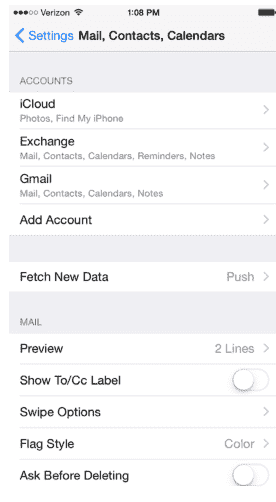 Verizon 1:08 PM
Settings Mail, Contacts, Calendars
ACCOUNTS
iCloud
Photos, Find My iPhone
Exchange
Mail, Contacts, Calendars, Reminders, Notes
Gmail
Mail, Contacts, Calendars, Notes
Add Account
Fetch New Data Push
MAIL
Preview 2 Lines
Show To/Cc Label
Swipe Options
Flag Style Color
Ask Before Deleting